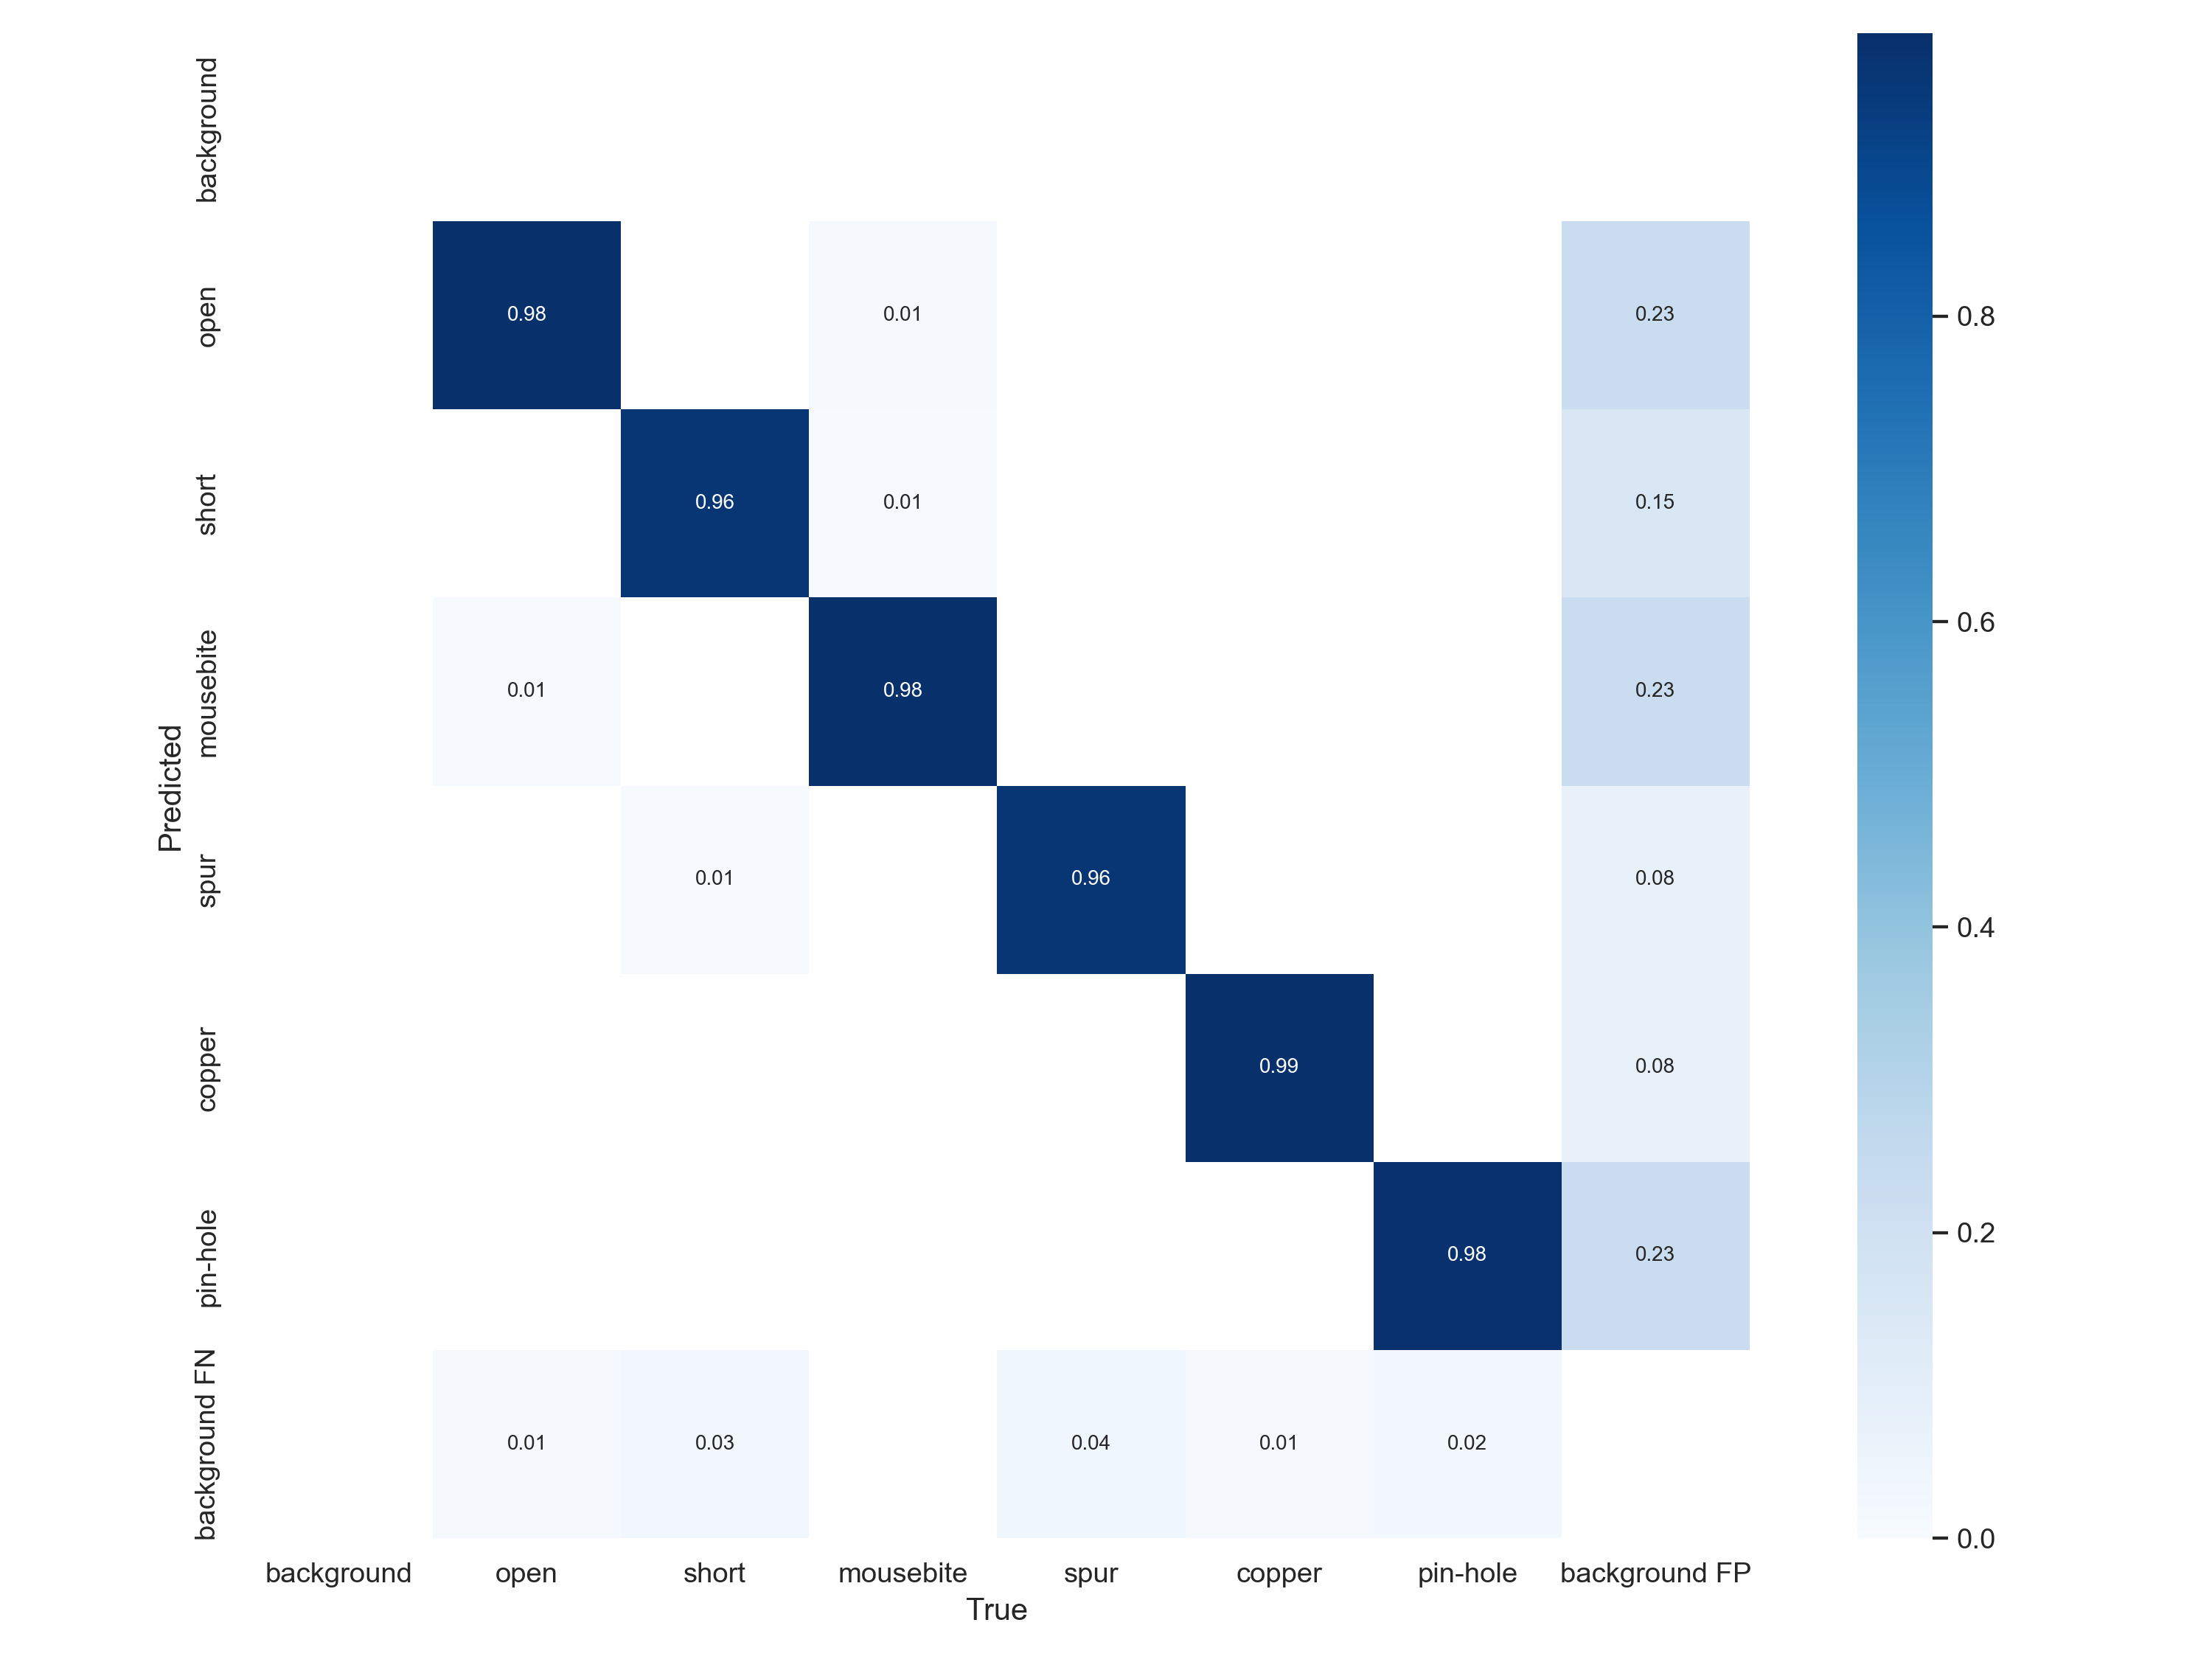 background
open
0.98
0.01
0.23
0.8
short
0.96
0.01
0.15
0.6
mousebite
0.01
0.98
0.23
Predicted
spur
0.01
0.96
0.08
0.4
copper
0.99
0.08
pin-hole
0.98
0.23
0.2
background FN
0.01
0.03
0.04
0.01
0.02
0.0
background
open
short
mousebite
spur
copper
pin-hole
background FP
True